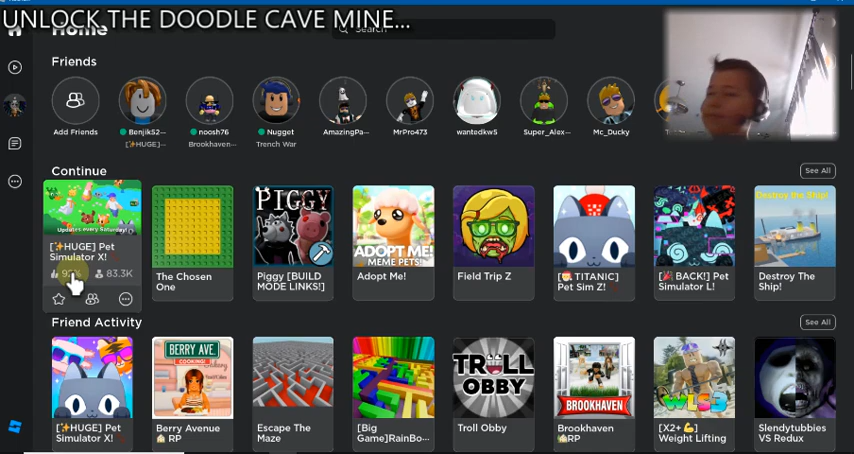 UNLOCK THE DOODLE CAVE MINE...
Home
Search
Friends
Add Friends
Benjik52--
[✨HUGE]--
noosh76
Brookhaven--
Nugget
Trench War
AmazingPa--
MrPro473
wantedkw5
Super_Alex--
Mc_Ducky
Continue
See All
Updates every Saturday!
[✨HUGE] Pet
Simulator X!
83.3K
The Chosen
One
PIGGY
Piggy [BUILD
MODE LINKS!]
ADOPT ME!
MEME PETS!
Adopt Me!
Field Trip Z
TITANIC]
Pet Sim Z!
[🎉 BACK!] Pet
Simulator L!
Destroy the Ship!
Destroy The
Ship!
Friend Activity
See All
[✨HUGE] Pet
Simulator X!
BERRY AVE.
COOKING!
Berry Avenue
🏠 RP
Escape The
Maze
[Big
Game]RainBo--
TROLL
OBBY
Troll Obby
BROOKHAVEN
Brookhaven
🏡RP
WLS3
[X2+💪]
Weight Lifting
Slendytubbies
VS Redux